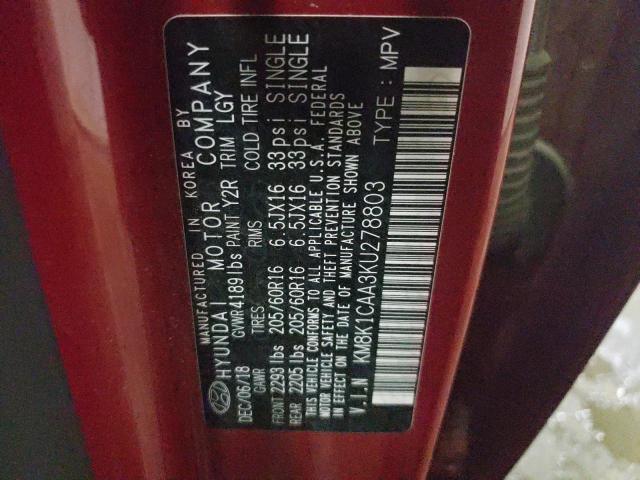 MANUFACTURED IN KOREA BY
HYUNDAI MOTOR COMPANY
DEC/06/18 GVWR 4189 lbs PAINT Y2R TRIM LGY
GAWR TIRES RIMS COLD TIRE INFL
FRONT 2293 lbs 205/60R16 6.5JX16 33psi SINGLE
REAR 2205 lbs 205/60R16 6.5JX16 33psi SINGLE
THIS VEHICLE CONFORMS TO ALL APPLICABLE U.S.A. FEDERAL
MOTOR VEHICLE SAFETY AND THEFT PREVENTION STANDARDS
IN EFFECT ON THE DATE OF MANUFACTURE SHOWN ABOVE
V.I.N KM8K1CAA3KU278803 TYPE : MPV